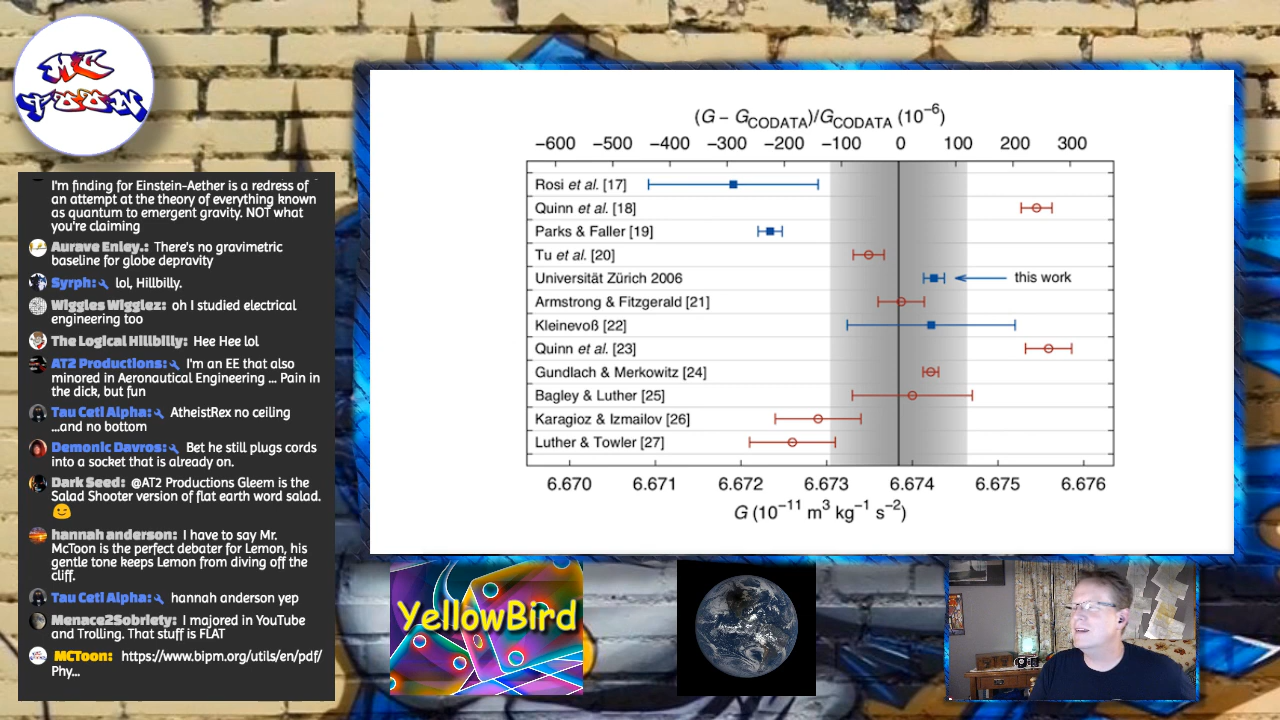 MC
TOON
I'm finding for Einstein-Aether is a redress of
an attempt at the theory of everything known
as quantum to emergent gravity. NOT what
you're claiming
Aurave Enley.: There's no gravimetric
baseline for globe depravity
Syrph: lol, Hillbilly.
Wiggles Wigglez: oh I studied electrical
engineering too
The Logical Hillbilly: Hee Hee lol
AT2 Productions: I'm an EE that also
minored in Aeronautical Engineering ... Pain in
the dick, but fun
Tau Ceti Alpha: AtheistRex no ceiling
...and no bottom
Demonic Davros: Bet he still plugs cords
into a socket that is already on.
Dark Seed: @AT2 Productions Gleem is the
Salad Shooter version of flat earth word salad.
😉
hannah anderson: I have to say Mr.
McToon is the perfect debater for Lemon, his
gentle tone keeps Lemon from diving off the
cliff.
Tau Ceti Alpha: hannah anderson yep
Menace2Sobriety: I majored in YouTube
and Trolling. That stuff is FLAT
MCToon: https://www.bipm.org/utils/en/pdf/
Phy...
(G − G_CODATA)/G_CODATA (10⁻⁶)
−600 −500 −400 −300 −200 −100 0 100 200 300
Rosi et al. [17]
Quinn et al. [18]
Parks & Faller [19]
Tu et al. [20]
Universität Zürich 2006 this work
Armstrong & Fitzgerald [21]
Kleinevoß [22]
Quinn et al. [23]
Gundlach & Merkowitz [24]
Bagley & Luther [25]
Karagioz & Izmailov [26]
Luther & Towler [27]
6.670 6.671 6.672 6.673 6.674 6.675 6.676
G (10⁻¹¹ m³ kg⁻¹ s⁻²)
YellowBird